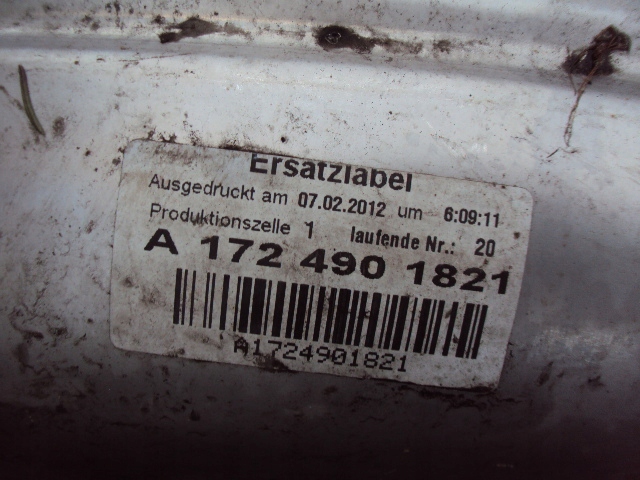 Ersatzlabel
Ausgedruckt am 07.02.2012 um 6:09:11
Produktionszelle 1 laufende Nr.: 20
A 172 490 1821
A1724901821